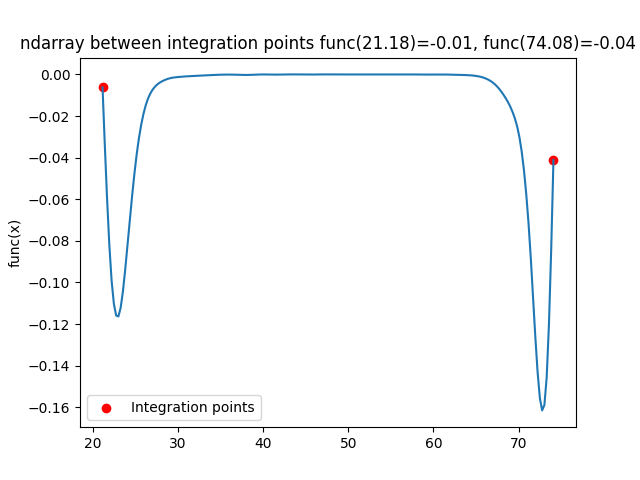 ndarray between integration points func(21.18)=-0.01, func(74.08)=-0.04
0.00
−0.02
−0.04
−0.06
−0.08
−0.10
−0.12
−0.14
−0.16
func(x)
Integration points
20 30 40 50 60 70